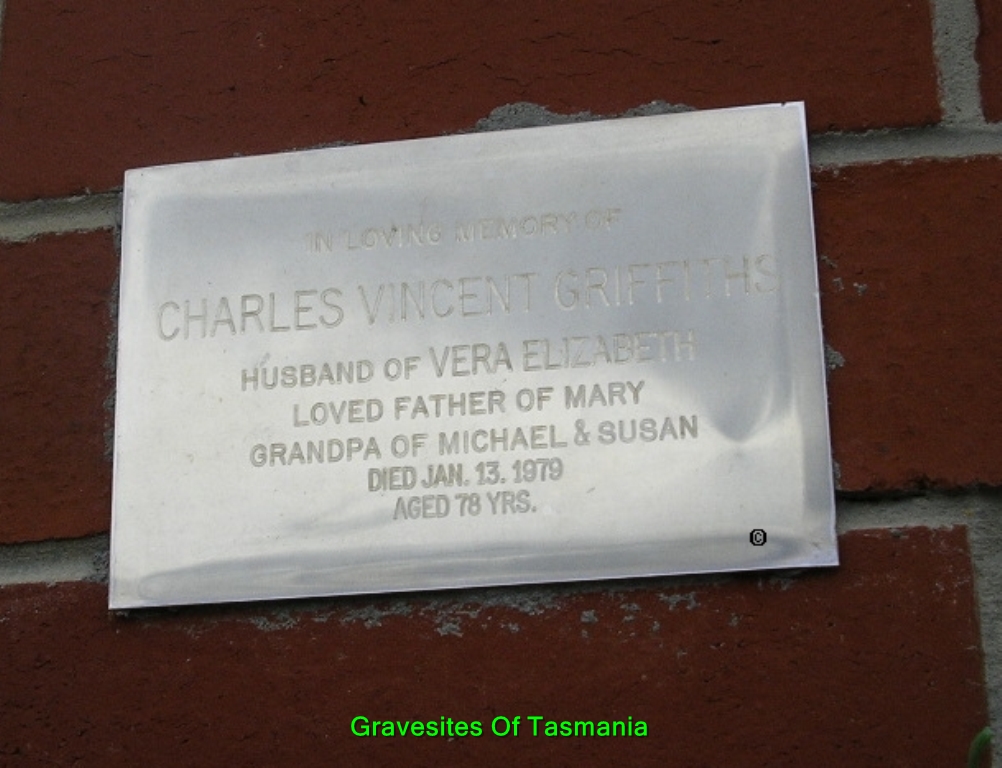 IN LOVING MEMORY OF
CHARLES VINCENT GRIFFITHS
HUSBAND OF VERA ELIZABETH
LOVED FATHER OF MARY
GRANDPA OF MICHAEL & SUSAN
DIED JAN. 13. 1979
AGED 78 YRS.
©
Gravesites Of Tasmania